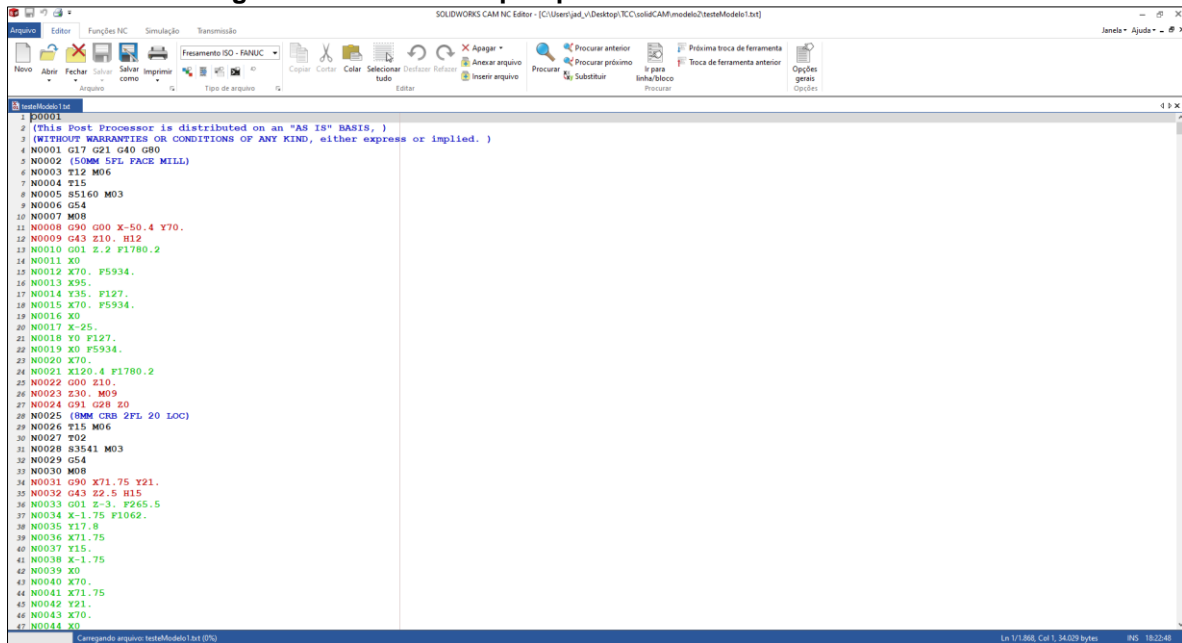 SOLIDWORKS CAM NC Editor - [C:\Users\jad_v\Desktop\TCC\solidCAM\modelo2\testeModelo1.txt]
Arquivo Editor Funções NC Simulação Transmissão Janela Ajuda
Novo Abrir Fechar Salvar Salvar como Imprimir
Arquivo
Fresamento ISO - FANUC
Tipo de arquivo
Copiar Cortar Colar Selecionar tudo Desfazer Refazer
Apagar
Anexar arquivo
Inserir arquivo
Editar
Procurar
Procurar anterior
Procurar próximo
Substituir
Ir para linha/bloco
Próxima troca de ferramenta
Troca de ferramenta anterior
Procurar
Opções gerais
Opções
testeModelo1.txt
1 O0001
2 (This Post Processor is distributed on an "AS IS" BASIS, )
3 (WITHOUT WARRANTIES OR CONDITIONS OF ANY KIND, either express or implied. )
4 N0001 G17 G21 G40 G80
5 N0002 (50MM 5FL FACE MILL)
6 N0003 T12 M06
7 N0004 T15
8 N0005 S5160 M03
9 N0006 G54
10 N0007 M08
11 N0008 G90 G00 X-50.4 Y70.
12 N0009 G43 Z10. H12
13 N0010 G01 Z.2 F1780.2
14 N0011 X0
15 N0012 X70. F5934.
16 N0013 X95.
17 N0014 Y35. F127.
18 N0015 X70. F5934.
19 N0016 X0
20 N0017 X-25.
21 N0018 Y0 F127.
22 N0019 X0 F5934.
23 N0020 X70.
24 N0021 X120.4 F1780.2
25 N0022 G00 Z10.
26 N0023 Z30. M09
27 N0024 G91 G28 Z0
28 N0025 (8MM CRB 2FL 20 LOC)
29 N0026 T15 M06
30 N0027 T02
31 N0028 S3541 M03
32 N0029 G54
33 N0030 M08
34 N0031 G90 X71.75 Y21.
35 N0032 G43 Z2.5 H15
36 N0033 G01 Z-3. F265.5
37 N0034 X-1.75 F1062.
38 N0035 Y17.8
39 N0036 X71.75
40 N0037 Y15.
41 N0038 X-1.75
42 N0039 X0
43 N0040 X70.
44 N0041 X71.75
45 N0042 Y21.
46 N0043 X70.
47 N0044 X0
Carregando arquivo: testeModelo1.txt (0%) Ln 1/1.868, Col 1, 34.029 bytes INS 18:22:48